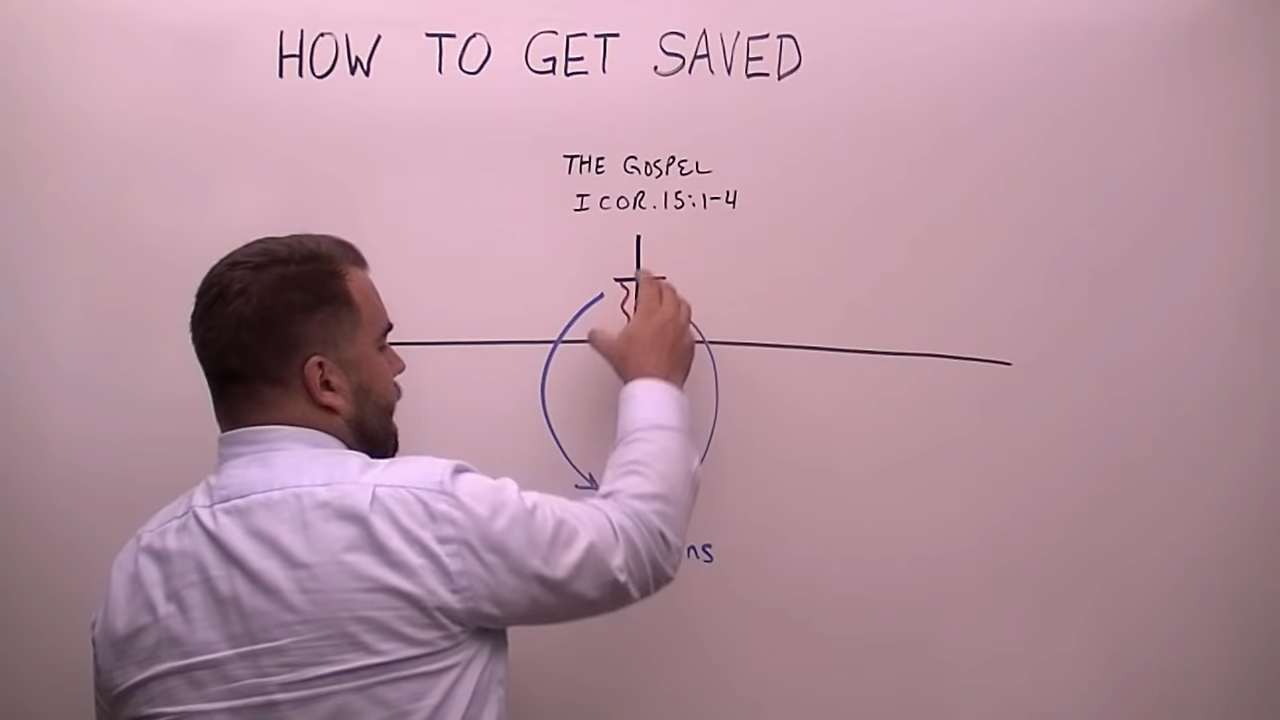 HOW TO GET SAVED
THE GOSPEL
I COR. 15:1-4